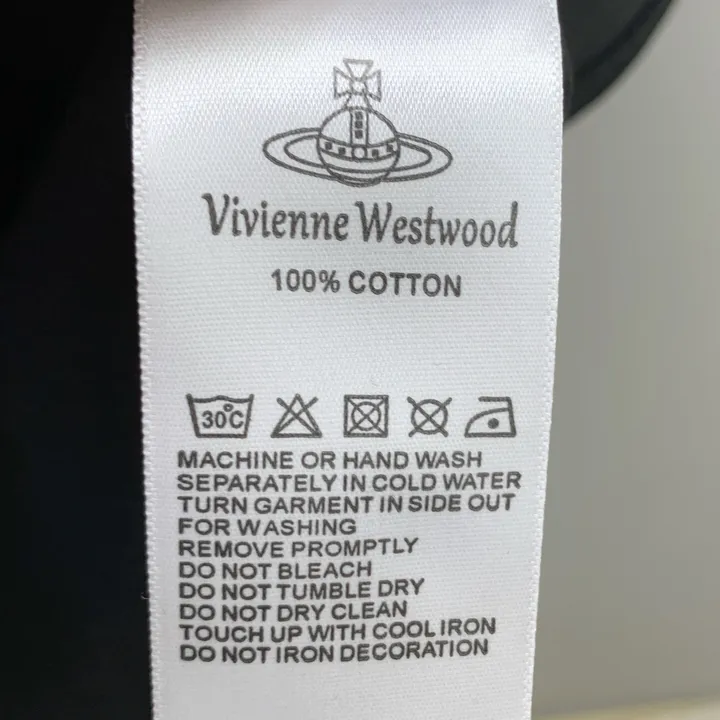 Vivienne Westwood
100% COTTON
30°C
MACHINE OR HAND WASH
SEPARATELY IN COLD WATER
TURN GARMENT IN SIDE OUT
FOR WASHING
REMOVE PROMPTLY
DO NOT BLEACH
DO NOT TUMBLE DRY
DO NOT DRY CLEAN
TOUCH UP WITH COOL IRON
DO NOT IRON DECORATION